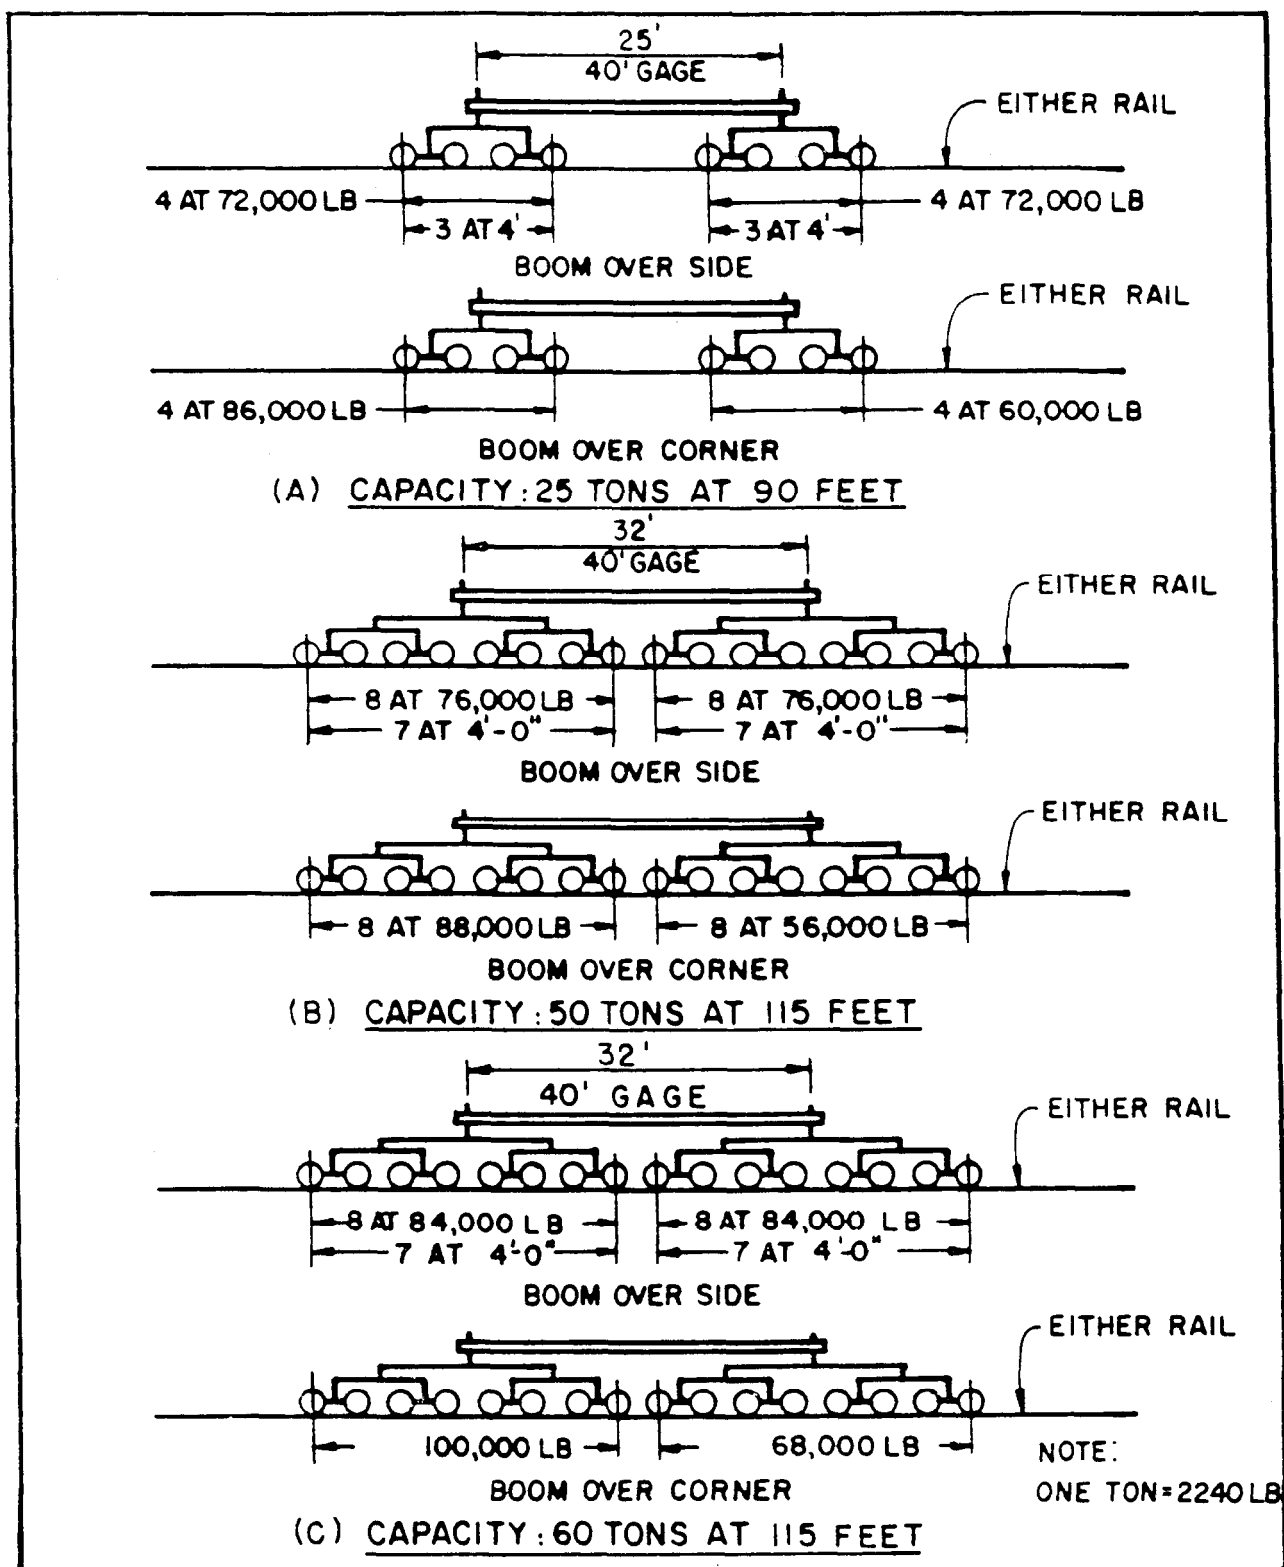 25'
40' GAGE
EITHER RAIL
4 AT 72,000 LB
4 AT 72,000 LB
3 AT 4'
3 AT 4'
BOOM OVER SIDE
EITHER RAIL
4 AT 86,000 LB
4 AT 60,000 LB
BOOM OVER CORNER
(A) CAPACITY: 25 TONS AT 90 FEET
32'
40' GAGE
EITHER RAIL
8 AT 76,000 LB
8 AT 76,000 LB
7 AT 4'-0"
7 AT 4'-0"
BOOM OVER SIDE
EITHER RAIL
8 AT 88,000 LB
8 AT 56,000 LB
BOOM OVER CORNER
(B) CAPACITY: 50 TONS AT 115 FEET
32'
40' GAGE
EITHER RAIL
8 AT 84,000 LB
8 AT 84,000 LB
7 AT 4'-0"
7 AT 4'-0"
BOOM OVER SIDE
EITHER RAIL
100,000 LB
68,000 LB
NOTE:
ONE TON=2240 LB
BOOM OVER CORNER
(C) CAPACITY: 60 TONS AT 115 FEET